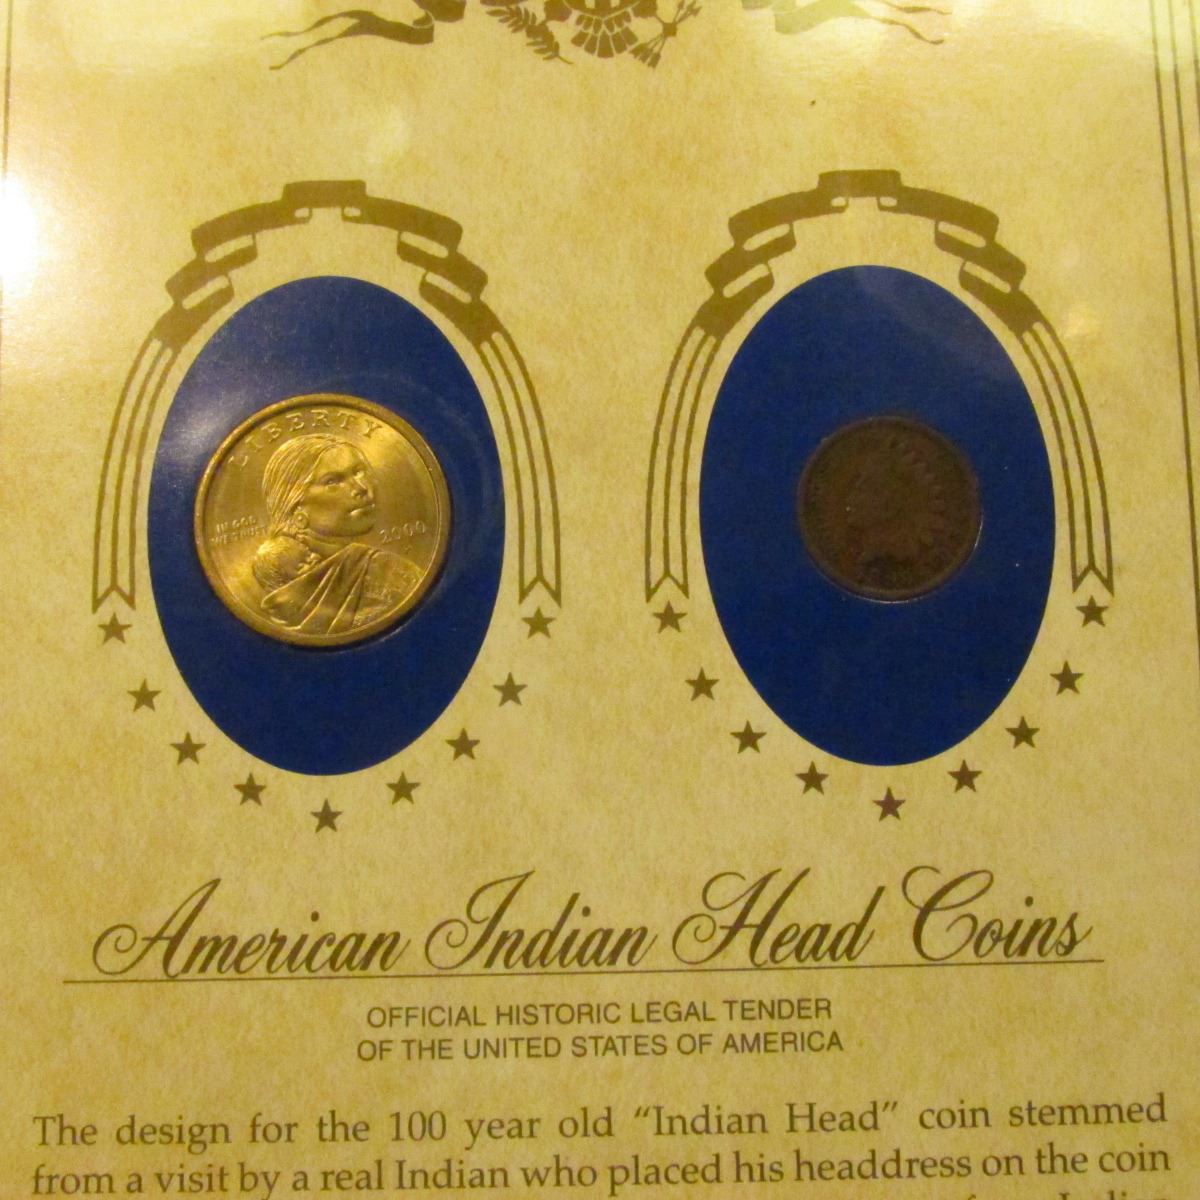 LIBERTY
IN GOD
WE TRUST
2000
American Indian Head Coins
OFFICIAL HISTORIC LEGAL TENDER
OF THE UNITED STATES OF AMERICA
The design for the 100 year old “Indian Head” coin stemmed
from a visit by a real Indian who placed his headdress on the coin